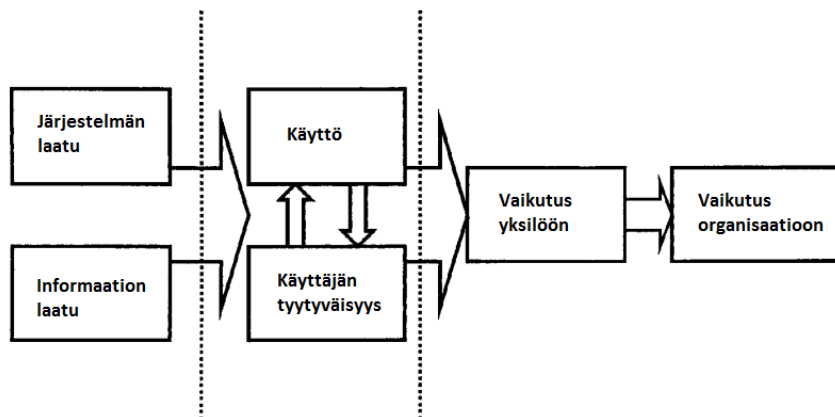 Järjestelmän
laatu
Käyttö
Informaation
laatu
Käyttäjän
tyytyväisyys
Vaikutus
yksilöön
Vaikutus
organisaatioon